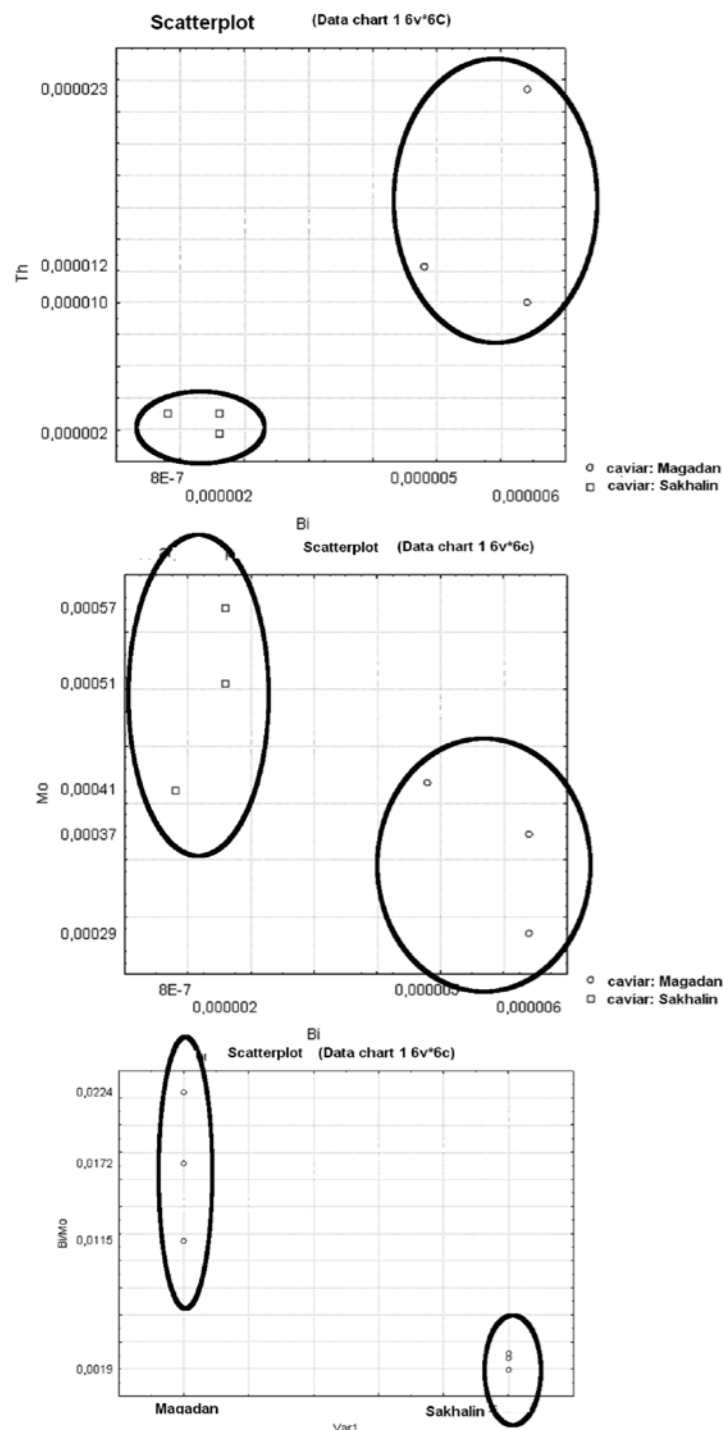 Scatterplot (Data chart 1 6v*6C)
0,000023
0,000012
0,000010
0,000002
Th
8E-7
0,000002
0,000005
0,000006
Bi
caviar: Magadan
caviar: Sakhalin
Scatterplot (Data chart 1 6v*6c)
0,00057
0,00051
0,00041
0,00037
0,00029
Mo
8E-7
0,000002
0,000005
0,000006
Bi
caviar: Magadan
caviar: Sakhalin
Scatterplot (Data chart 1 6v*6c)
0,0224
0,0172
0,0115
0,0019
Bi/Mo
Magadan
Sakhalin
Var1